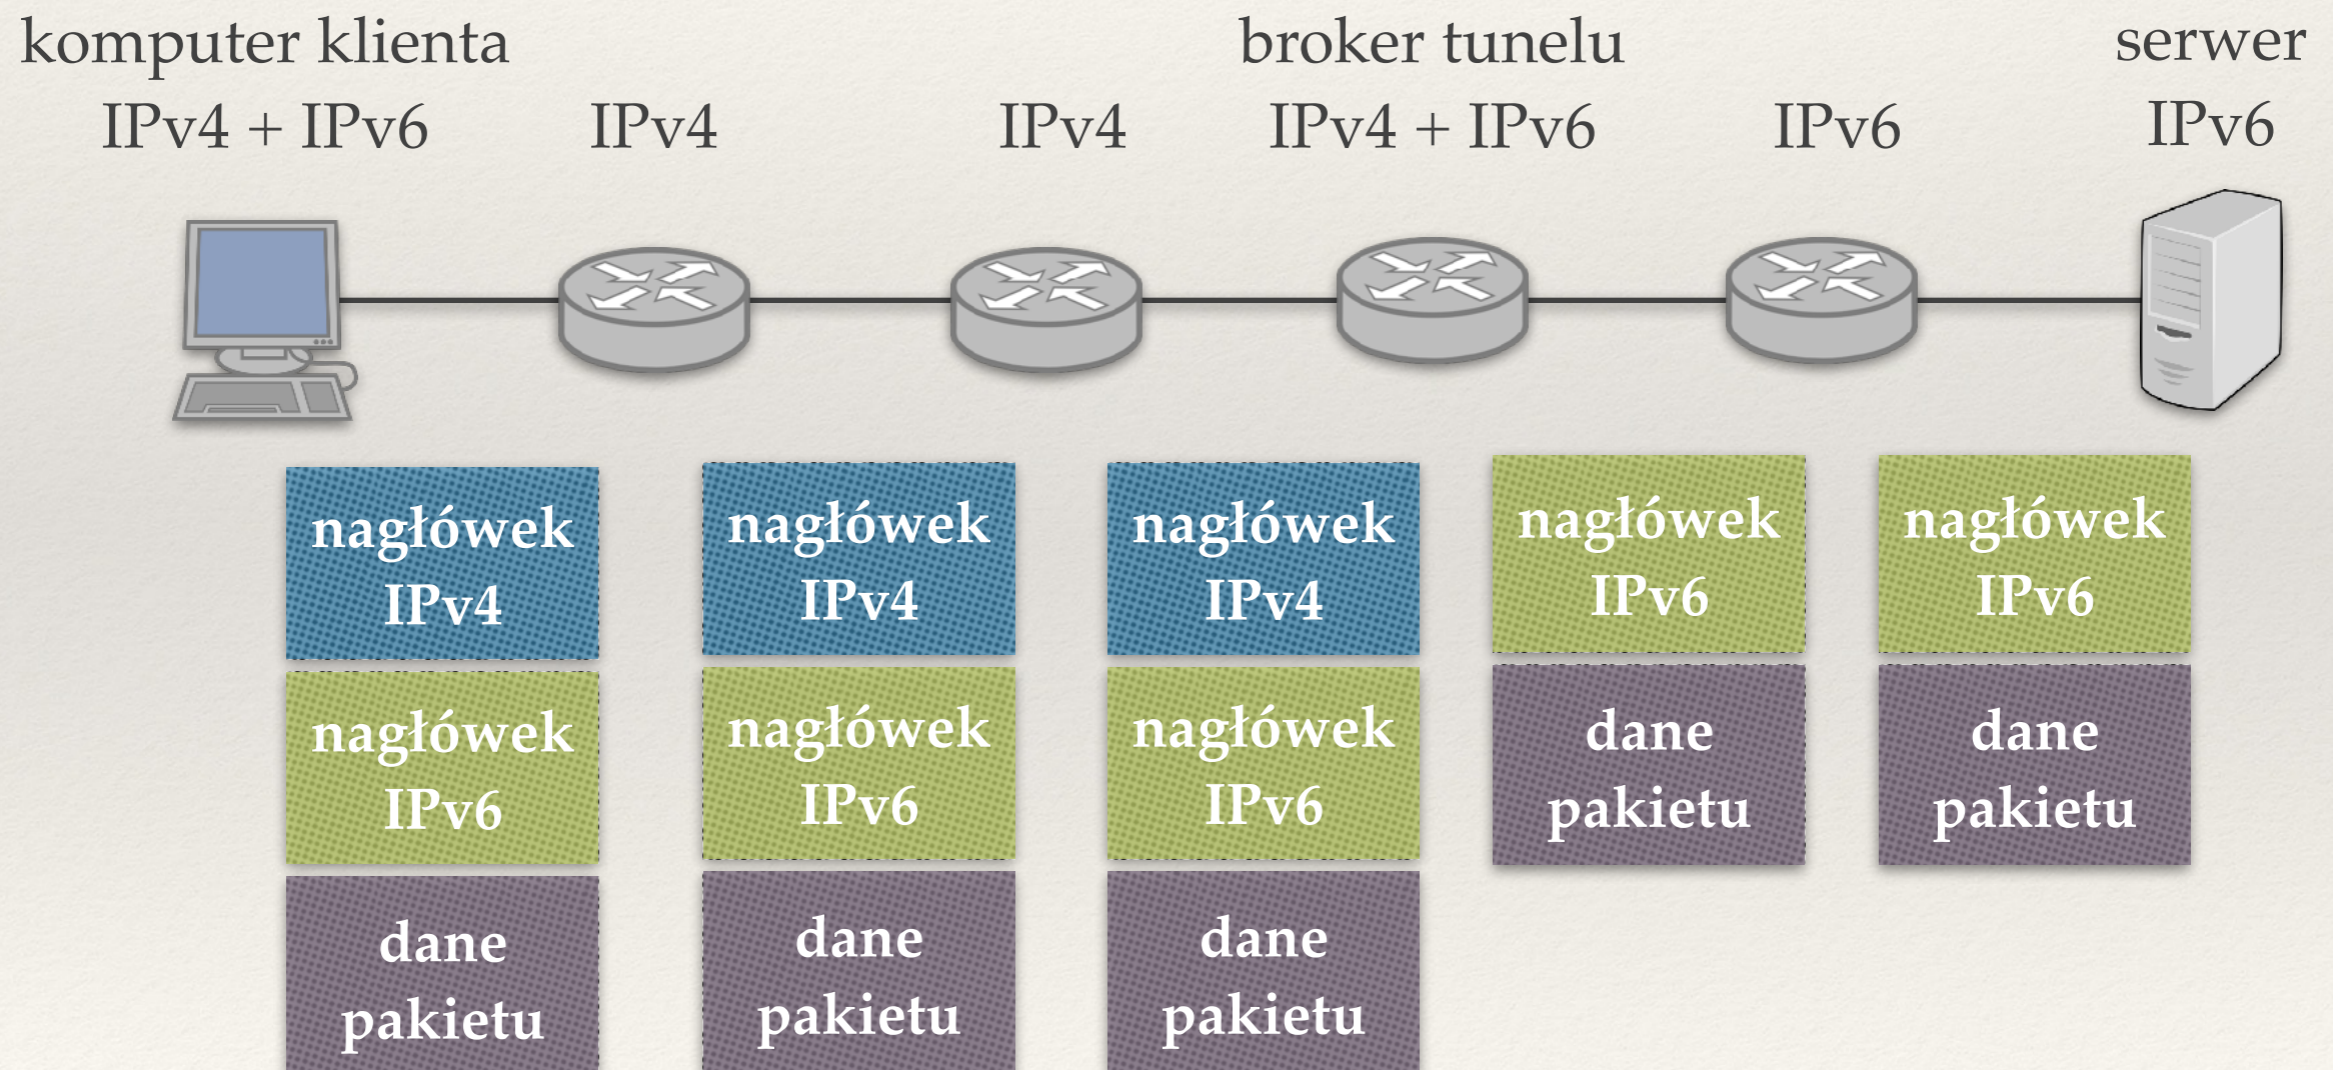 komputer klienta
IPv4 + IPv6
IPv4
IPv4
broker tunelu
IPv4 + IPv6
IPv6
serwer
IPv6
nagłówek
IPv4
nagłówek
IPv6
dane
pakietu
nagłówek
IPv4
nagłówek
IPv6
dane
pakietu
nagłówek
IPv4
nagłówek
IPv6
dane
pakietu
nagłówek
IPv6
dane
pakietu
nagłówek
IPv6
dane
pakietu